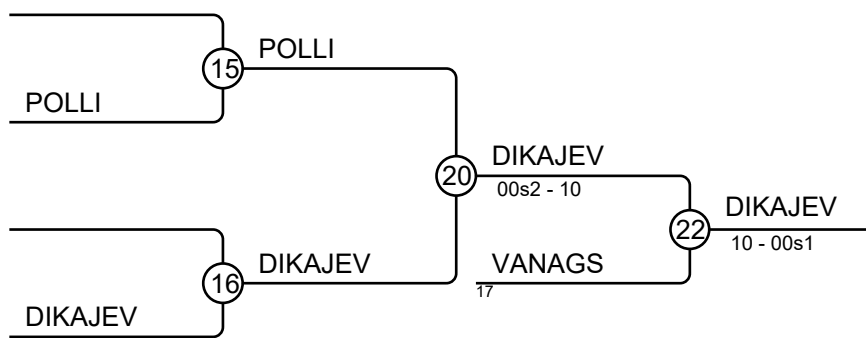 POLLI
15
POLLI
DIKAJEV
20
00s2 - 10
DIKAJEV
22
10 - 00s1
DIKAJEV
16
VANAGS
17
DIKAJEV